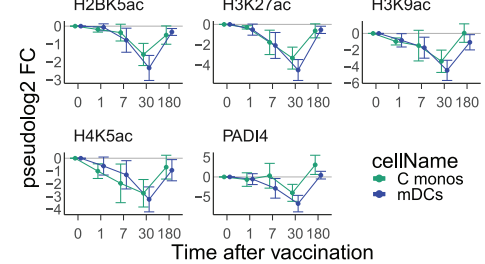 H2BK5ac H3K27ac H3K9ac
pseudolog2 FC
0
−1
−2
−3
0 1 7 30 180
0
−2
−4
0 1 7 30 180
0
−2
−4
−6
0 1 7 30 180
H4K5ac PADI4
0
−1
−2
−3
−4
0 1 7 30 180
5
0
−5
0 1 7 30 180
cellName
C monos
mDCs
Time after vaccination